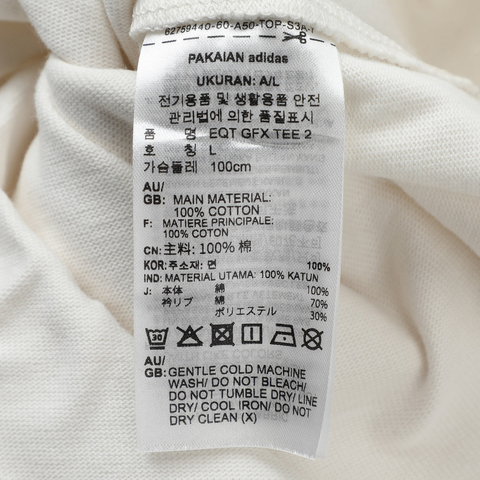 62759440-60-A50-TOP-S3A-1
PAKAIAN adidas
UKURAN: A/L
전기용품 및 생활용품 안전
관리법에 의한 품질표시
품 명 EQT GFX TEE 2
호 칭 L
가슴둘레 100cm
AU/
GB: MAIN MATERIAL:
100% COTTON
F: MATIERE PRINCIPALE:
100% COTON
CN: 主料: 100% 棉
KOR: 주소재: 면 100%
IND: MATERIAL UTAMA: 100% KATUN
J: 本体 綿 100%
衿リブ 綿 70%
ポリエステル 30%
30
AU/
GB: GENTLE COLD MACHINE
WASH/ DO NOT BLEACH/
DO NOT TUMBLE DRY/ LINE
DRY/ COOL IRON/ DO NOT
DRY CLEAN (X)